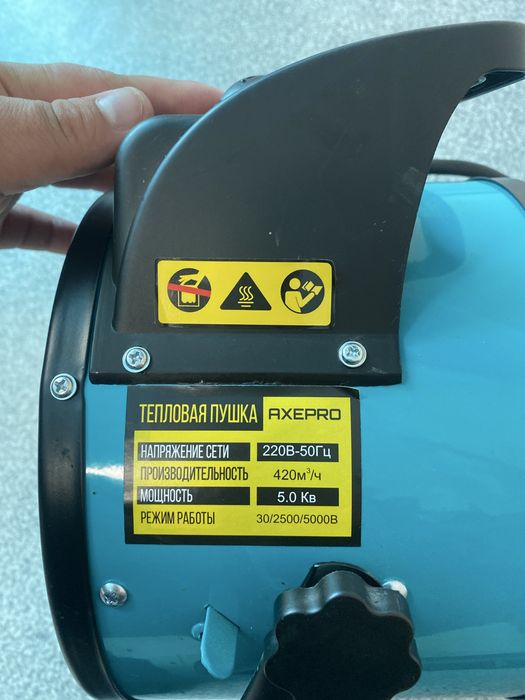 ТЕПЛОВАЯ ПУШКА AXEPRO
НАПРЯЖЕНИЕ СЕТИ 220В-50Гц
ПРОИЗВОДИТЕЛЬНОСТЬ 420м³/ч
МОЩНОСТЬ 5.0 Кв
РЕЖИМ РАБОТЫ 30/2500/5000В